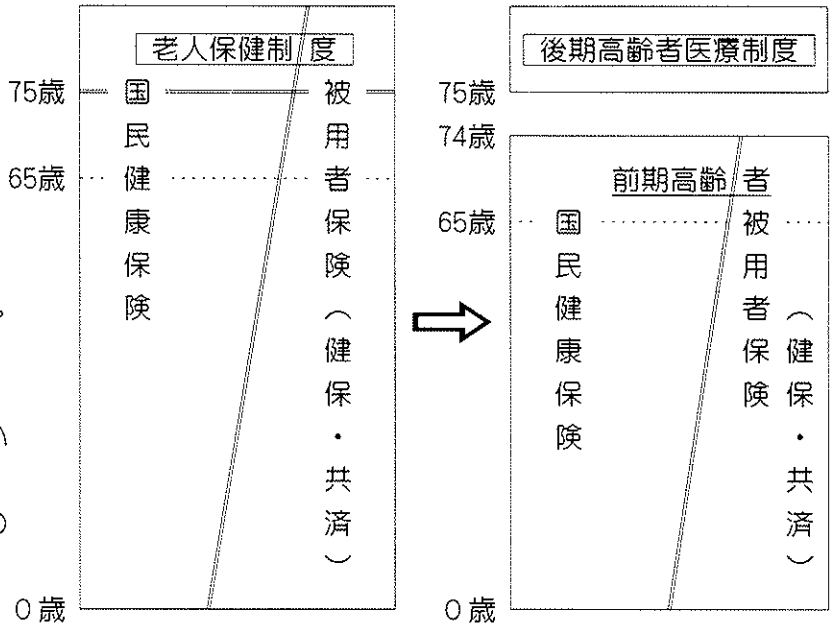 老人保健制度
75歳
65歳
0歳
国民健康保険
被用者保険(健保・共済)
後期高齢者医療制度
75歳
74歳
前期高齢者
65歳
0歳
国民健康保険
被用者保険
(健保・共済)